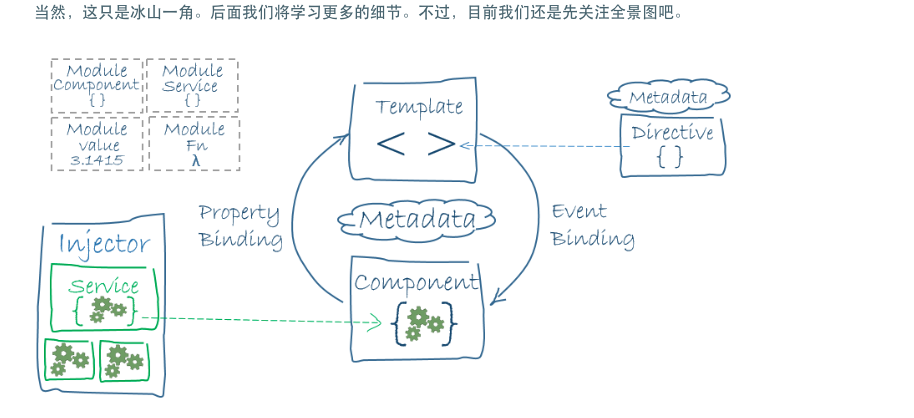 当然，这只是冰山一角。后面我们将学习更多的细节。不过，目前我们还是先关注全景图吧。
Module
Component
{ }
Module
Service
{ }
Module
value
3.1415
Module
Fn
λ
Template
< >
Metadata
Directive
{ }
Property
Binding
Metadata
Event
Binding
Injector
Service
{ }
Component
{ }